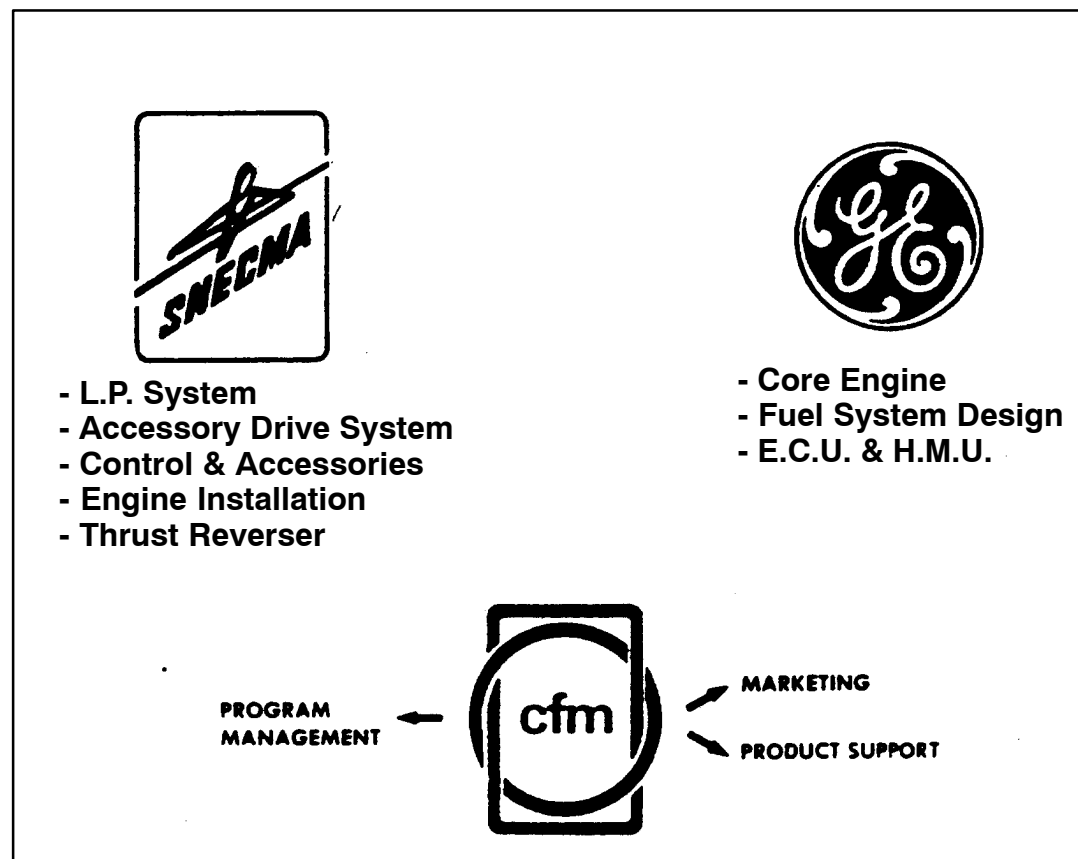 SNECMA
GE
- L.P. System
- Accessory Drive System
- Control & Accessories
- Engine Installation
- Thrust Reverser
- Core Engine
- Fuel System Design
- E.C.U. & H.M.U.
cfm
PROGRAM
MANAGEMENT
MARKETING
PRODUCT SUPPORT